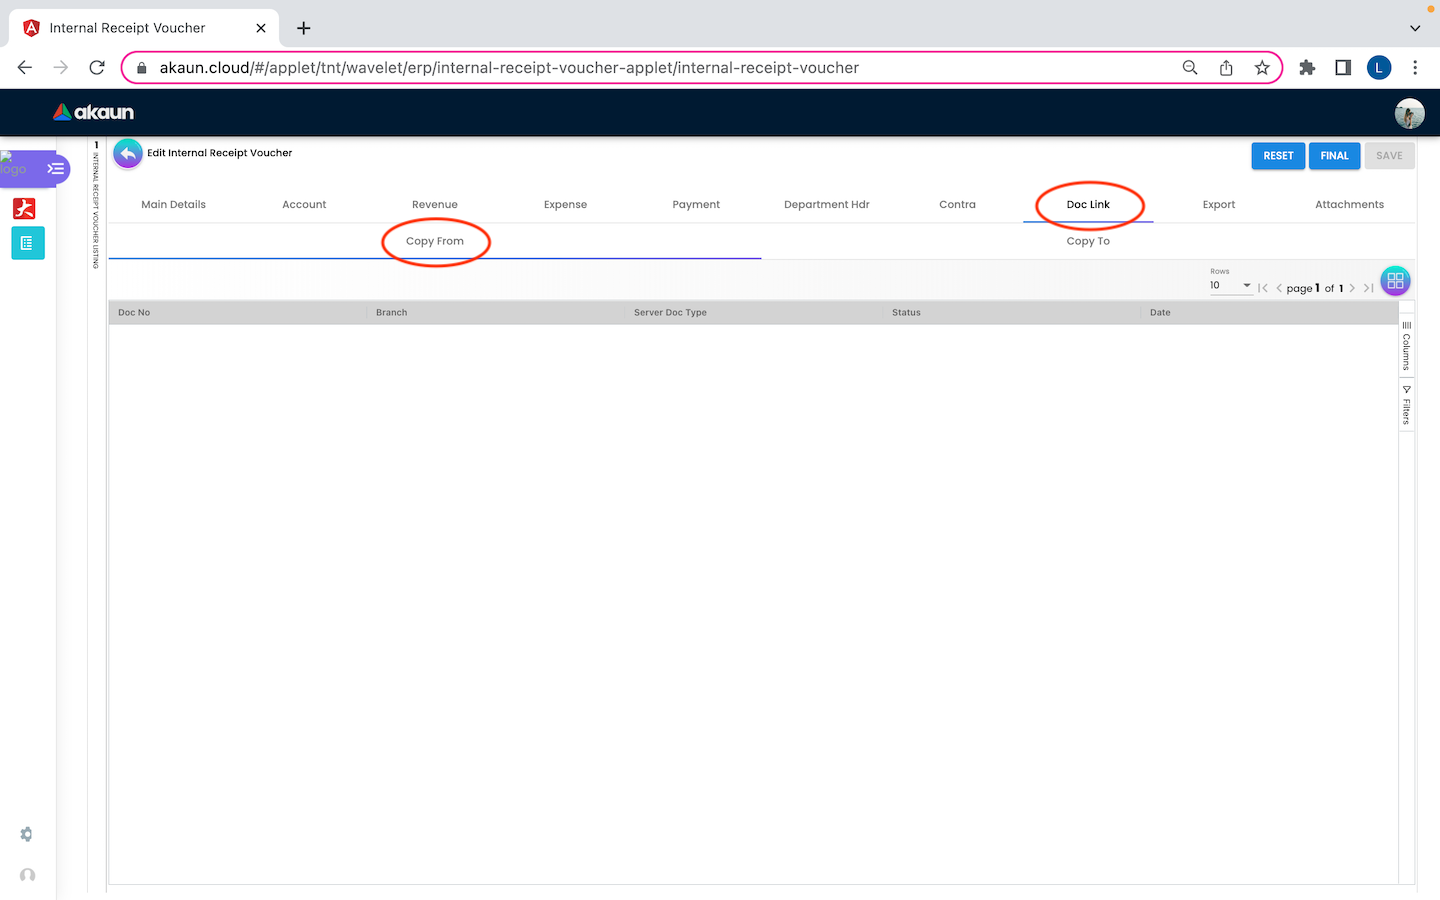 Internal Receipt Voucher
akaun.cloud/#/applet/tnt/wavelet/erp/internal-receipt-voucher-applet/internal-receipt-voucher
L
akaun
logo
1
INTERNAL RECEIPT VOUCHER LISTING
Edit Internal Receipt Voucher
RESET FINAL SAVE
Main Details Account Revenue Expense Payment Department Hdr Contra Doc Link Export Attachments
Copy From Copy To
Rows
10 page 1 of 1
Doc No Branch Server Doc Type Status Date
Columns
Filters